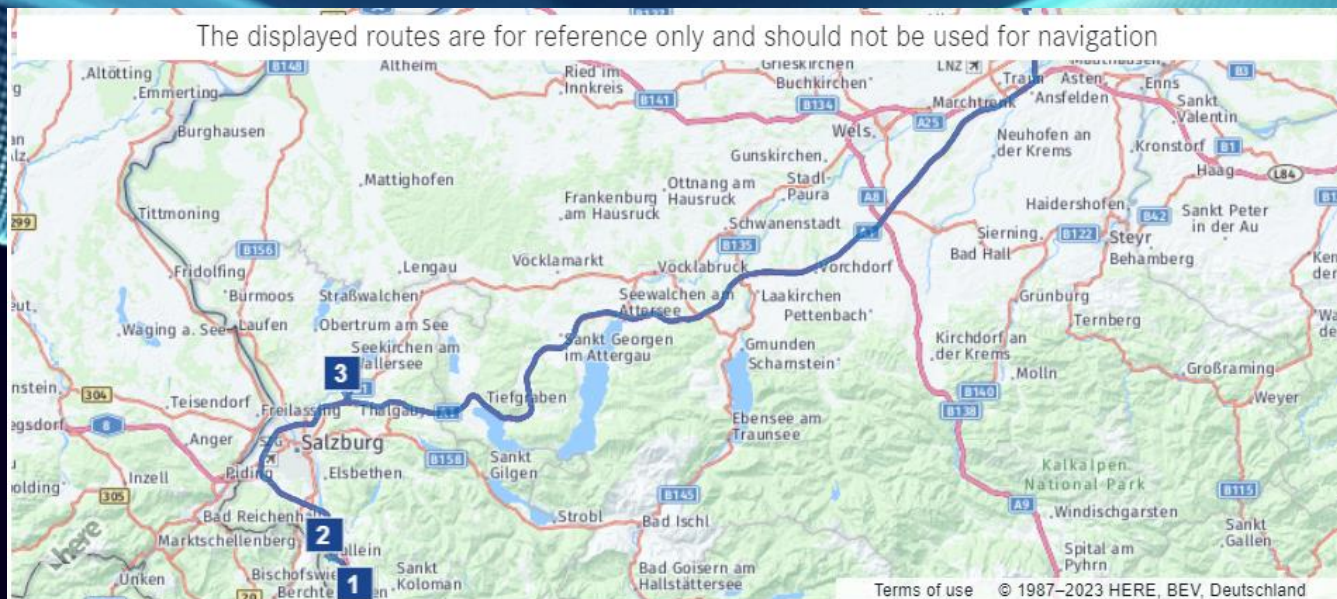 The displayed routes are for reference only and should not be used for navigation
Altötting
Emmerting
B148
Altheim
Ried im
Innkreis
B141
Grieskirchen
Buchkirchen
B134
LNZ
Traun
Asten
Ansfelden
Enns
B3
Burghausen
Wels
A25
Marchtrenk
Neuhofen an
der Krems
Sankt
Valentin
Kronstorf
B1
Haag
L84
Mattighofen
Gunskirchen
Stadl-
Paura
Ottnang am
Hausruck
Frankenburg
am Hausruck
A8
Haidershofen
B42
Sankt Peter
in der Au
299
Tittmoning
B156
Schwanenstadt
B135
Sierning
Bad Hall
B122
Steyr
Behamberg
Fridolfing
Lengau
Vöcklamarkt
Vöcklabruck
Vorchdorf
Burmoos
Straßwalchen
Seewalchen am
Attersee
Laakirchen
Pettenbach
Grünburg
Ternberg
Waging a. See
Laufen
Obertrum am See
Sankt Georgen
im Attergau
Gmunden
Scharnstein
Kirchdorf an
der Krems
Molln
Großraming
Seekirchen am
Wallersee
3
304
Teisendorf
Freilassing
Thalgau
Tiefgraben
B140
B138
Weyer
8
Anger
Salzburg
Ebensee am
Traunsee
Piding
Elsbethen
B158
Sankt
Gilgen
Kalkalpen
National Park
Inzell
305
B145
A9
B115
Windischgarsten
Bad Reichenhall
Strobl
Bad Ischl
Sankt
Gallen
Marktschellenberg
2
here
Unken
1
Sankt
Koloman
Bad Goisern am
Hallstättersee
Spital am
Pyhrn
Terms of use © 1987–2023 HERE, BEV, Deutschland